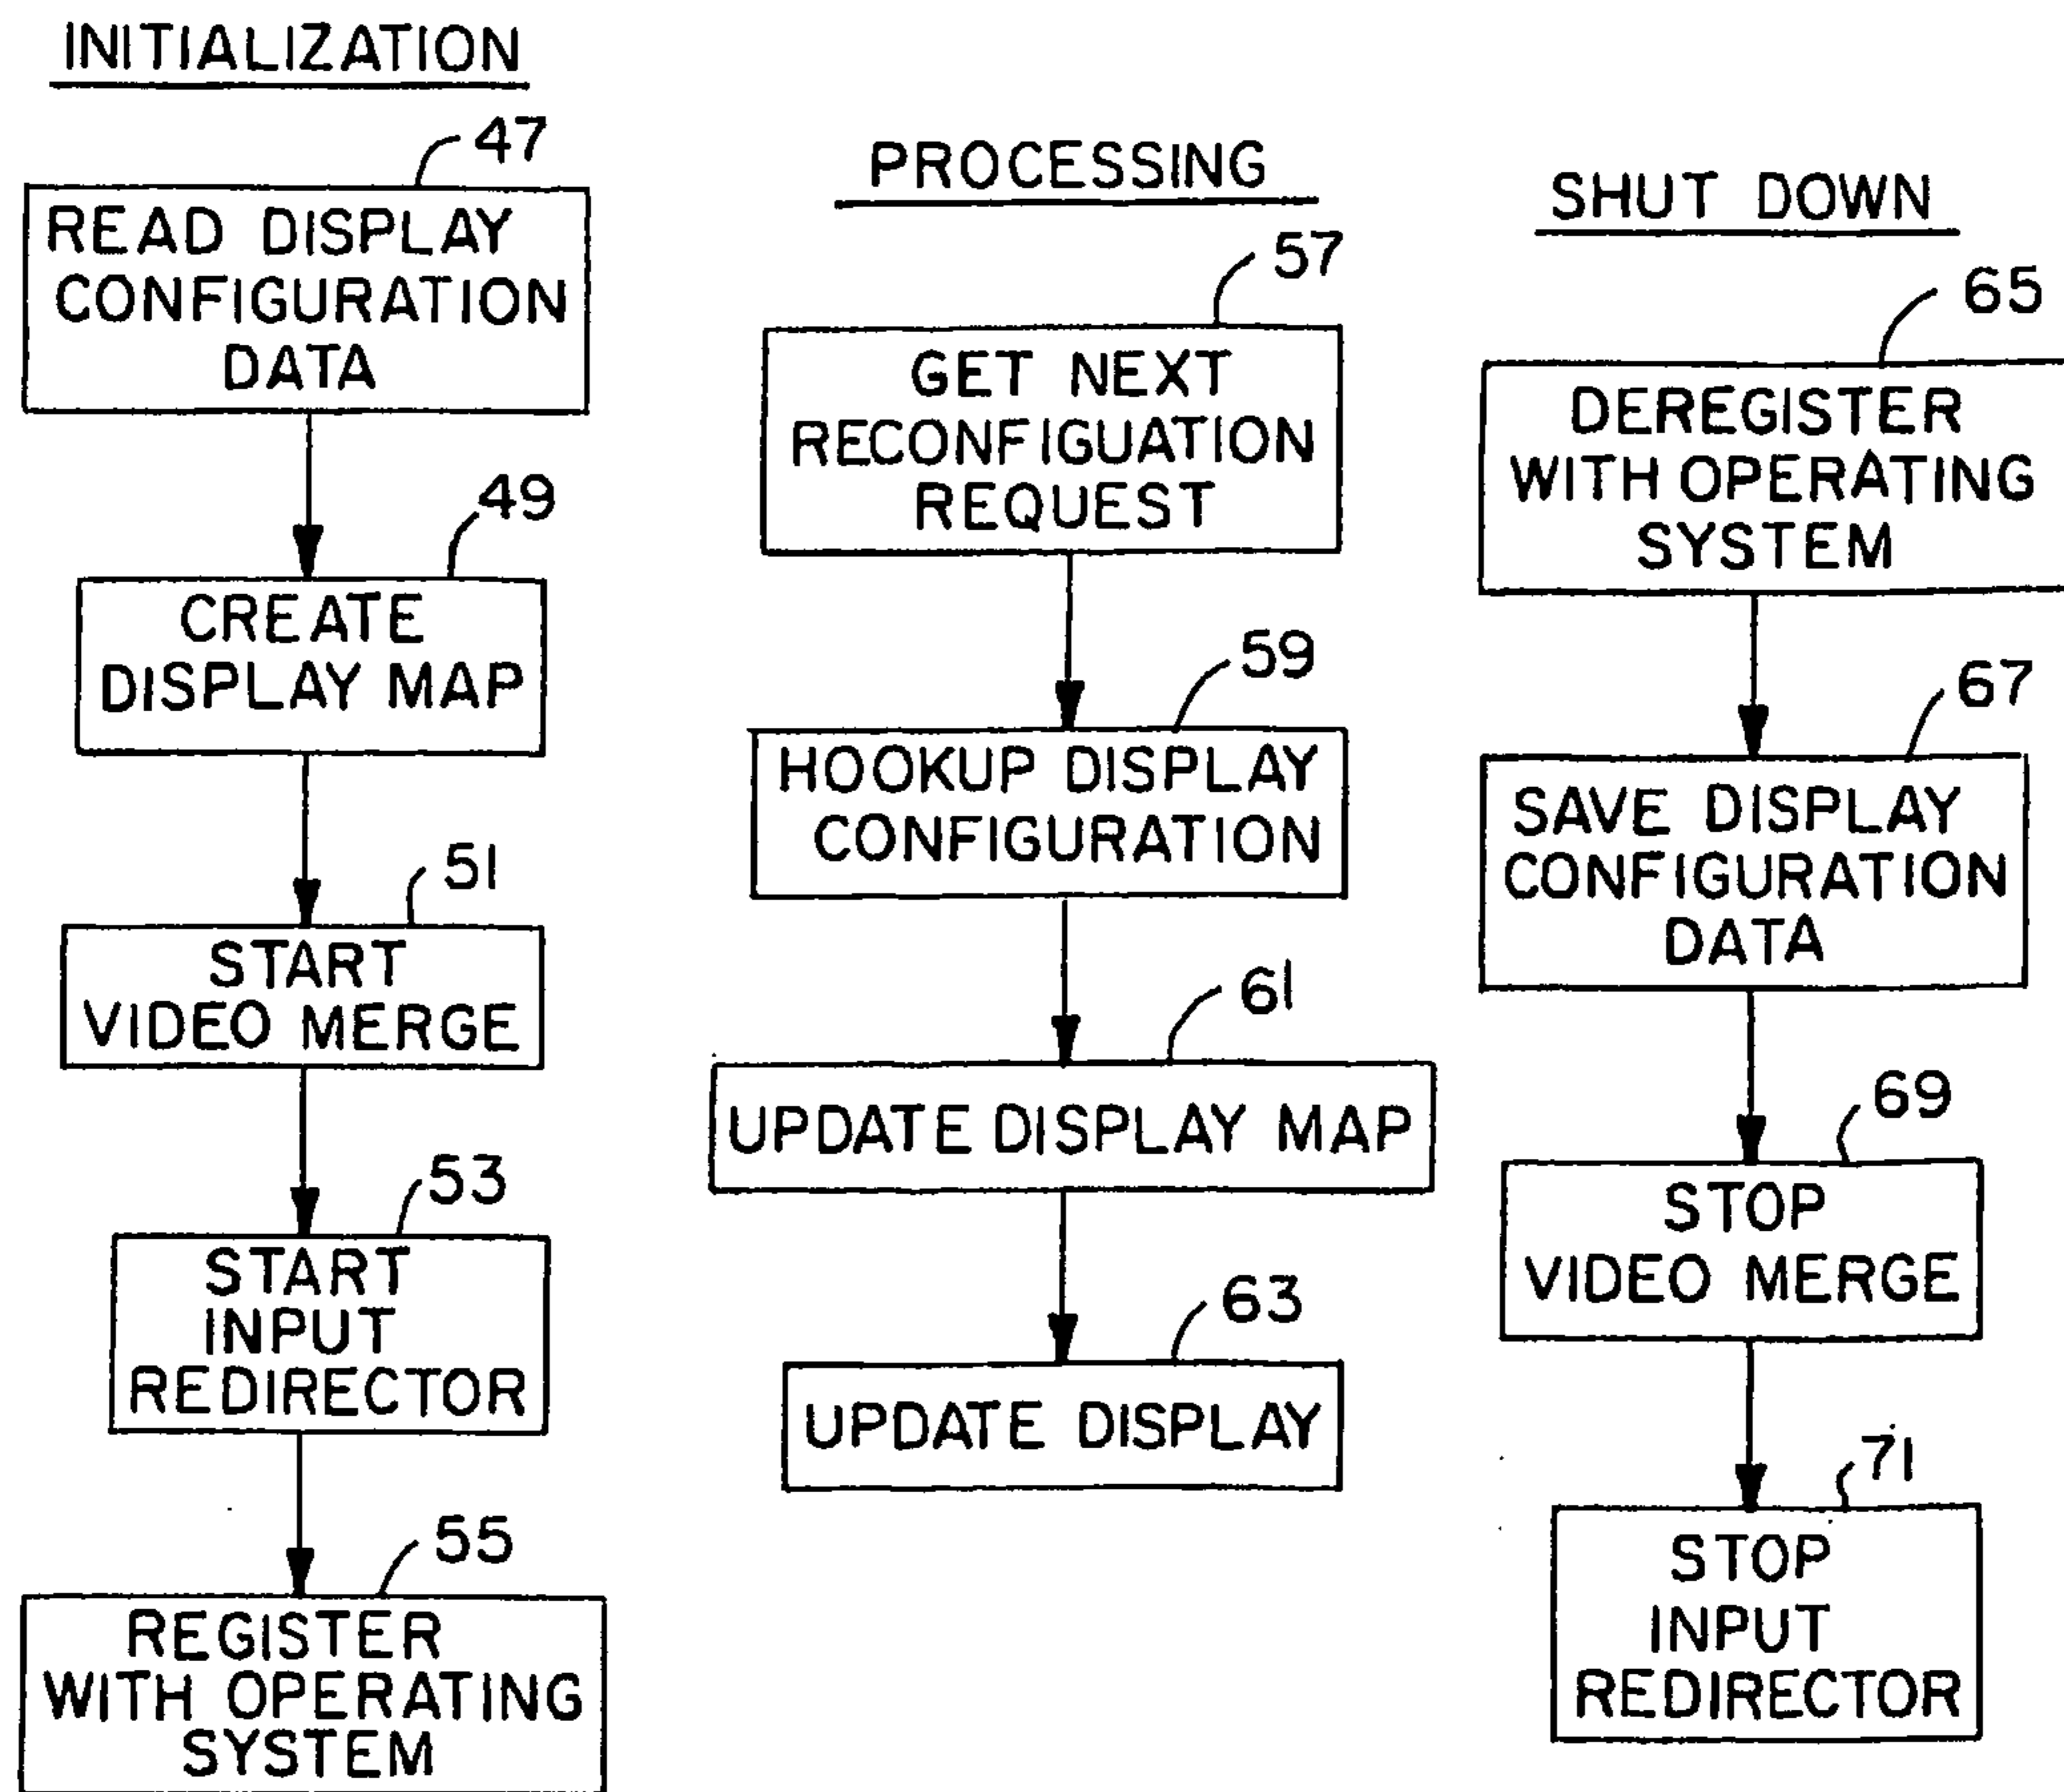 INITIALIZATION
47
READ DISPLAY
CONFIGURATION
DATA
49
CREATE
DISPLAY MAP
51
START
VIDEO MERGE
53
START
INPUT
REDIRECTOR
55
REGISTER
WITH OPERATING
SYSTEM
PROCESSING
57
GET NEXT
RECONFIGUATION
REQUEST
59
HOOKUP DISPLAY
CONFIGURATION
61
UPDATE DISPLAY MAP
63
UPDATE DISPLAY
SHUT DOWN
65
DEREGISTER
WITH OPERATING
SYSTEM
67
SAVE DISPLAY
CONFIGURATION
DATA
69
STOP
VIDEO MERGE
71
STOP
INPUT
REDIRECTOR